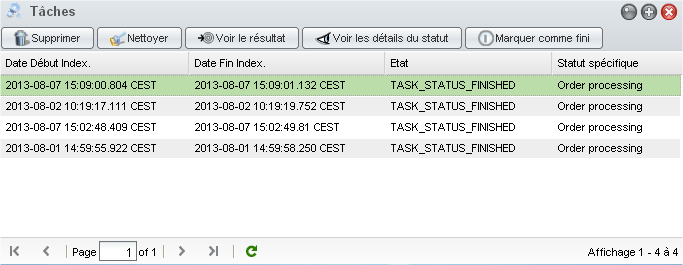 Tâches
Supprimer Nettoyer Voir le résultat Voir les détails du statut Marquer comme fini
Date Début Index. Date Fin Index. Etat Statut spécifique
2013-08-07 15:09:00.804 CEST 2013-08-07 15:09:01.132 CEST TASK_STATUS_FINISHED Order processing
2013-08-02 10:19:17.111 CEST 2013-08-02 10:19:19.752 CEST TASK_STATUS_FINISHED Order processing
2013-08-07 15:02:48.409 CEST 2013-08-07 15:02:49.81 CEST TASK_STATUS_FINISHED Order processing
2013-08-01 14:59:55.922 CEST 2013-08-01 14:59:58.250 CEST TASK_STATUS_FINISHED Order processing
Page 1 of 1 Affichage 1 - 4 à 4